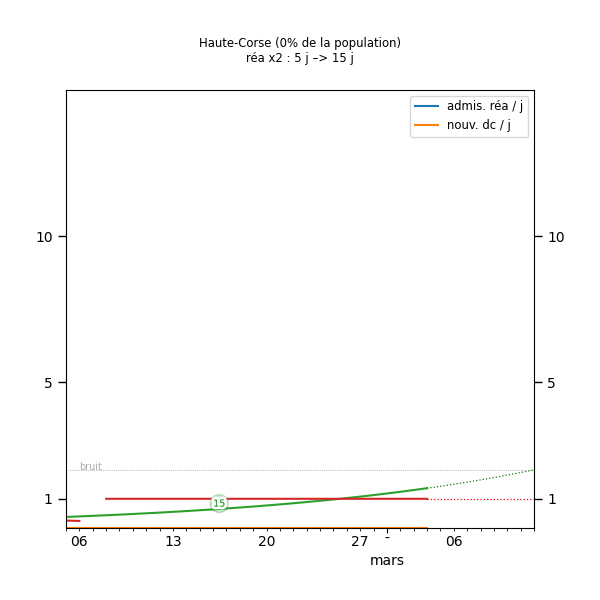 Haute-Corse (0% de la population)
réa x2 : 5 j –> 15 j
admis. réa / j
nouv. dc / j
10
10
5
5
bruit
1
15
1
06
13
20
27
-
06
mars